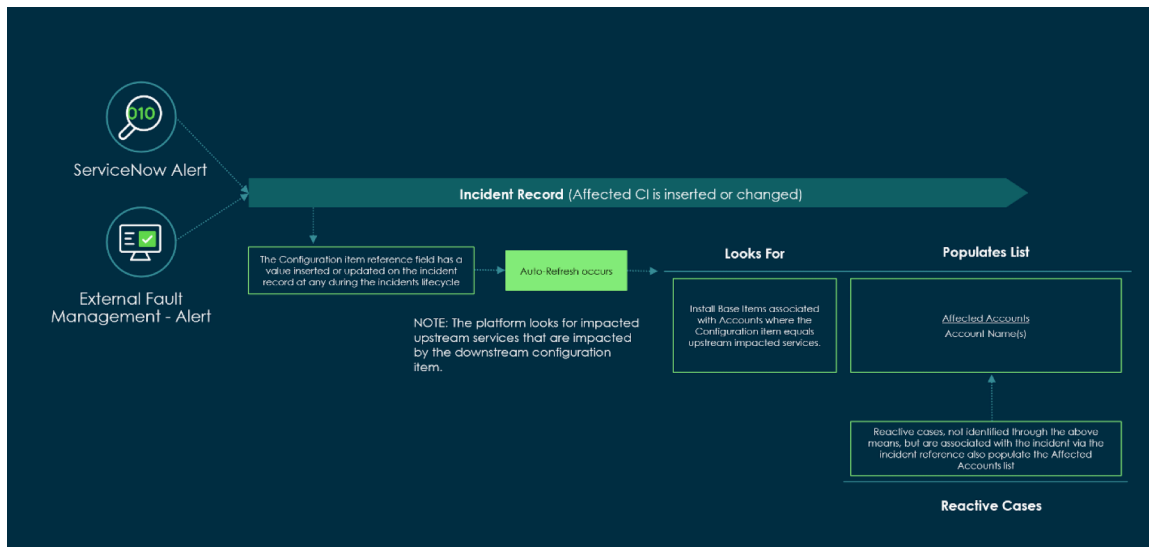 010
ServiceNow Alert
Incident Record (Affected CI is inserted or changed)
External Fault
Management - Alert
The Configuration item reference field has a
value inserted or updated on the incident
record at any during the incidents lifecycle
Auto-Refresh occurs
NOTE: The platform looks for impacted
upstream services that are impacted
by the downstream configuration
item.
Looks For
Install Base Items associated
with Accounts where the
Configuration item equals
upstream impacted services.
Populates List
Affected Accounts
Account Name(s)
Reactive cases, not identified through the above
means, but are associated with the incident via the
incident reference also populate the Affected
Accounts list
Reactive Cases